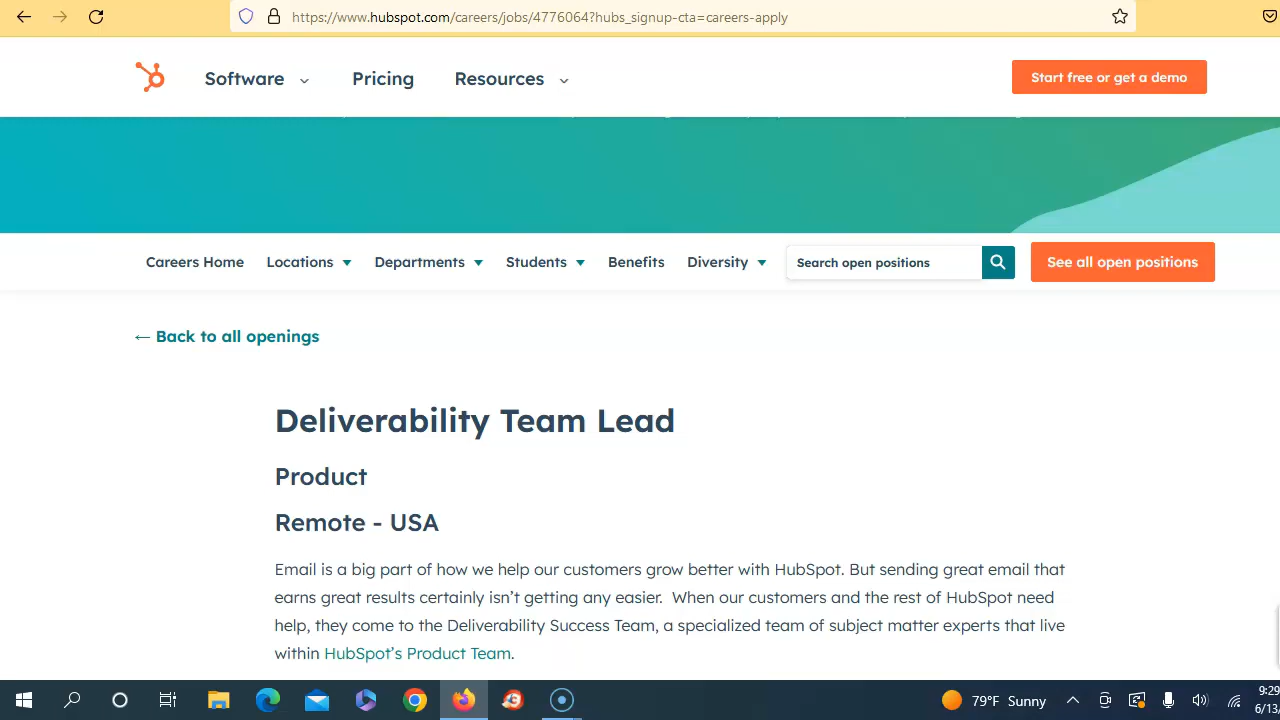 https://www.hubspot.com/careers/jobs/4776064?hubs_signup-cta=careers-apply
Software Pricing Resources Start free or get a demo
Careers Home Locations Departments Students Benefits Diversity Search open positions See all open positions
← Back to all openings
Deliverability Team Lead
Product
Remote - USA
Email is a big part of how we help our customers grow better with HubSpot. But sending great email that
earns great results certainly isn't getting any easier. When our customers and the rest of HubSpot need
help, they come to the Deliverability Success Team, a specialized team of subject matter experts that live
within HubSpot's Product Team.
79°F Sunny
9:29
6/13/